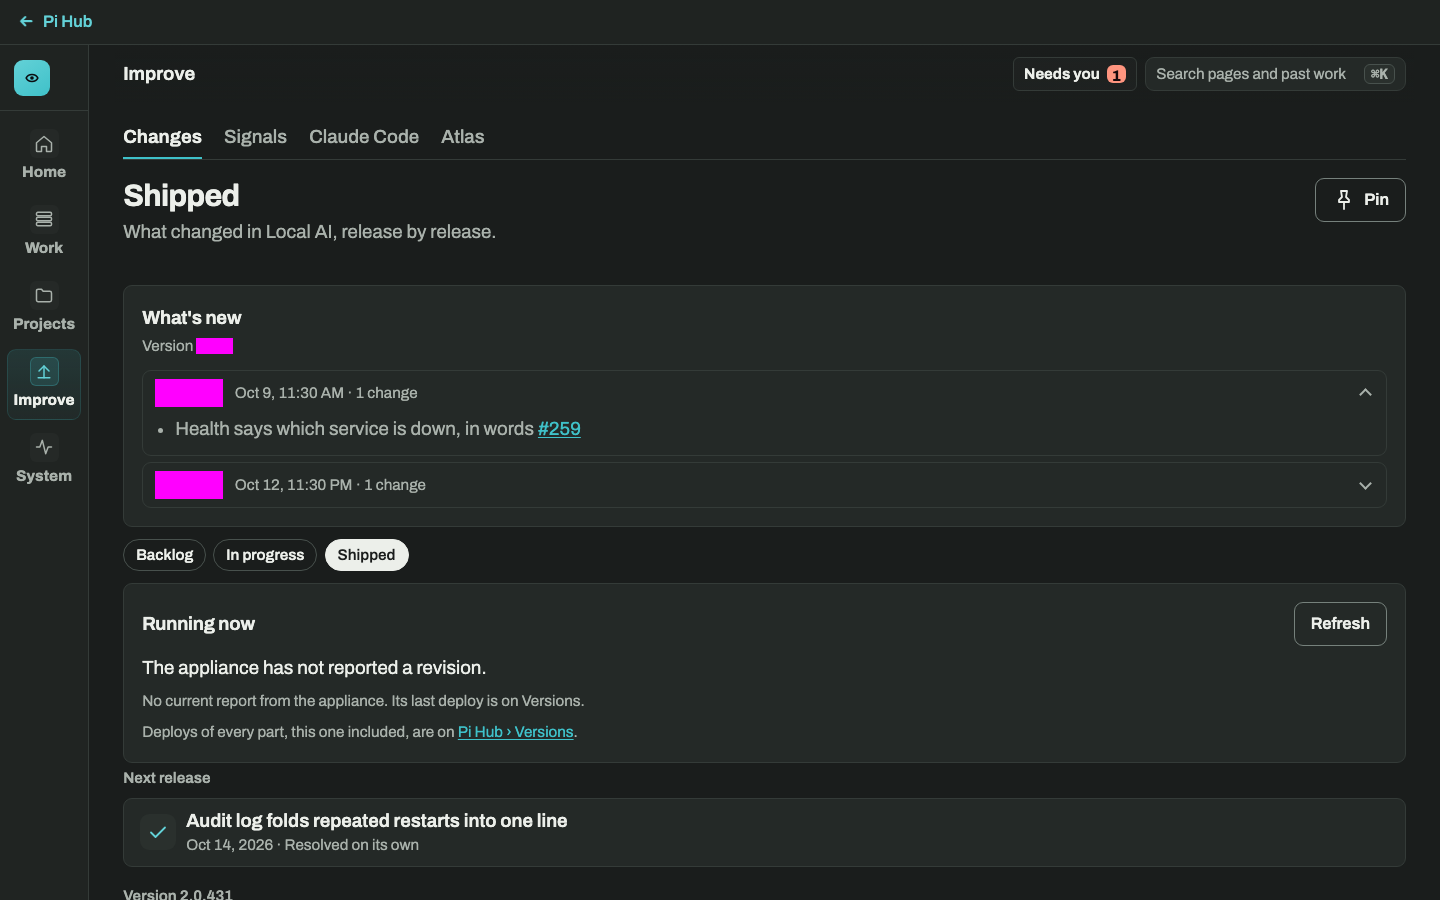 ← Pi Hub
Improve
Needs you 1
Search pages and past work ⌘K
Home
Work
Projects
Improve
System
Changes Signals Claude Code Atlas
Shipped
Pin
What changed in Local AI, release by release.
What's new
Version
Oct 9, 11:30 AM · 1 change
• Health says which service is down, in words #259
Oct 12, 11:30 PM · 1 change
Backlog In progress Shipped
Running now
Refresh
The appliance has not reported a revision.
No current report from the appliance. Its last deploy is on Versions.
Deploys of every part, this one included, are on Pi Hub › Versions.
Next release
Audit log folds repeated restarts into one line
Oct 14, 2026 · Resolved on its own
Version 2.0.431